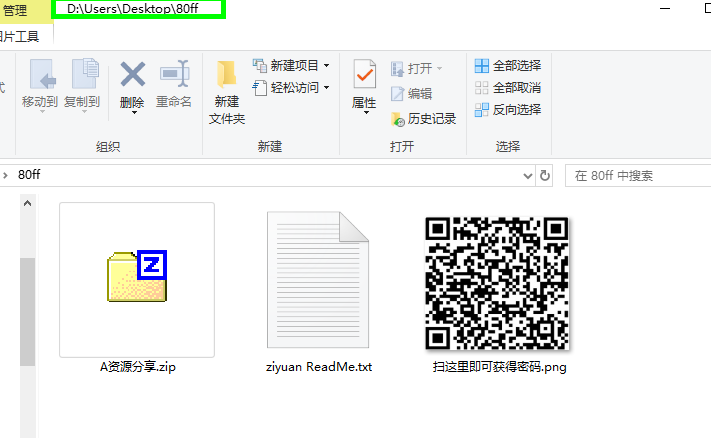 管理 D:\Users\Desktop\80ff
图片工具
式
移动到 复制到 删除 重命名
组织
新建
文件夹
新建项目
轻松访问
新建
属性
打开
编辑
历史记录
打开
全部选择
全部取消
反向选择
选择
80ff
在 80ff 中搜索
A资源分享.zip
ziyuan ReadMe.txt
扫这里即可获得密码.png